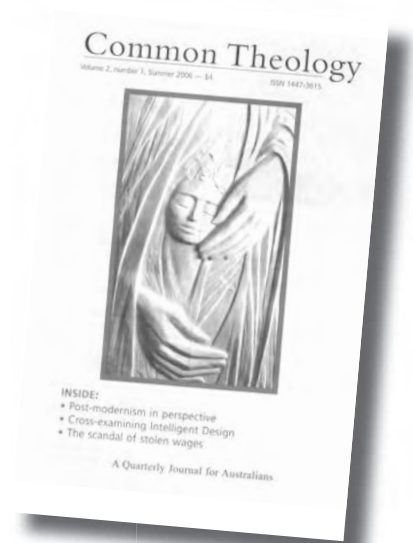 Common Theology
Volume 2, number 1, Summer 2006 — $4
ISSN 1447-3615
INSIDE:
• Post-modernism in perspective
• Cross-examining Intelligent Design
• The scandal of stolen wages
A Quarterly Journal for Australians